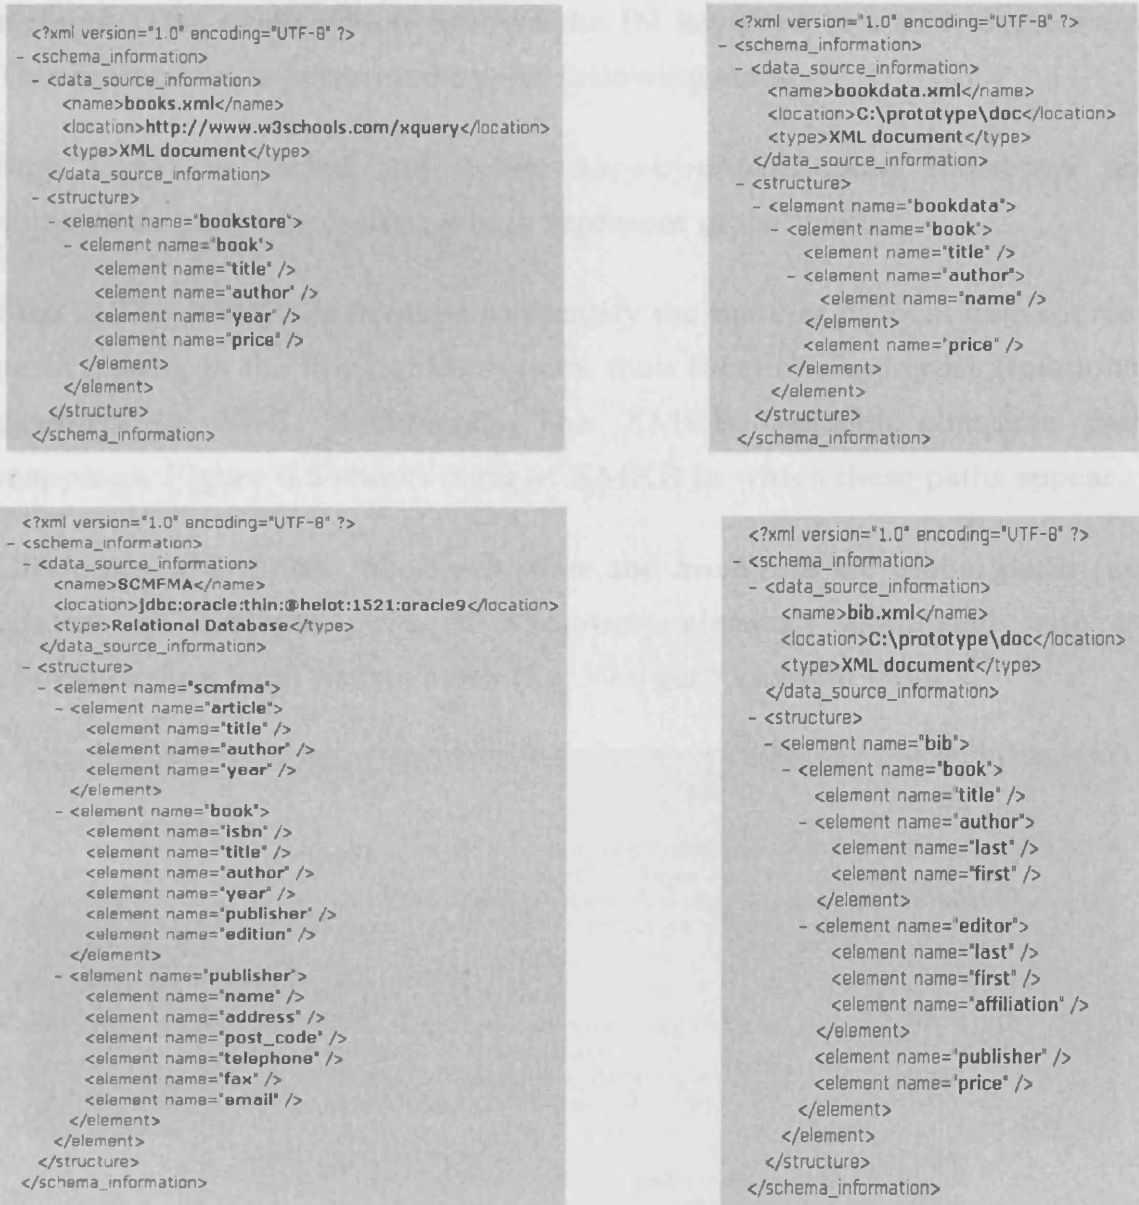 <?xml version="1.0" encoding="UTF-8" ?>
- <schema_information>
- <data_source_information>
<name>books.xml</name>
<location>http://www.w3schools.com/xquery</location>
<type>XML document</type>
</data_source_information>
- <structure>
- <element name="bookstore">
- <element name="book">
<element name="title" />
<element name="author" />
<element name="year" />
<element name="price" />
</element>
</element>
</structure>
</schema_information>
<?xml version="1.0" encoding="UTF-8" ?>
- <schema_information>
- <data_source_information>
<name>bookdata.xml</name>
<location>C:\prototype\doc</location>
<type>XML document</type>
</data_source_information>
- <structure>
- <element name="bookdata">
- <element name="book">
<element name="title" />
- <element name="author">
<element name="name" />
</element>
<element name="price" />
</element>
</element>
</structure>
</schema_information>
<?xml version="1.0" encoding="UTF-8" ?>
- <schema_information>
- <data_source_information>
<name>SCMFMA</name>
<location>jdbc:oracle:thin:@helot:1521:oracle9</location>
<type>Relational Database</type>
</data_source_information>
- <structure>
- <element name="scmfma">
- <element name="article">
<element name="title" />
<element name="author" />
<element name="year" />
</element>
- <element name="book">
<element name="isbn" />
<element name="title" />
<element name="author" />
<element name="year" />
<element name="publisher" />
<element name="edition" />
</element>
- <element name="publisher">
<element name="name" />
<element name="address" />
<element name="post_code" />
<element name="telephone" />
<element name="fax" />
<element name="email" />
</element>
</element>
</structure>
</schema_information>
<?xml version="1.0" encoding="UTF-8" ?>
- <schema_information>
- <data_source_information>
<name>bib.xml</name>
<location>C:\prototype\doc</location>
<type>XML document</type>
</data_source_information>
- <structure>
- <element name="bib">
- <element name="book">
<element name="title" />
- <element name="author">
<element name="last" />
<element name="first" />
</element>
- <element name="editor">
<element name="last" />
<element name="first" />
<element name="affiliation" />
</element>
<element name="publisher" />
<element name="price" />
</element>
</element>
</structure>
</schema_information>